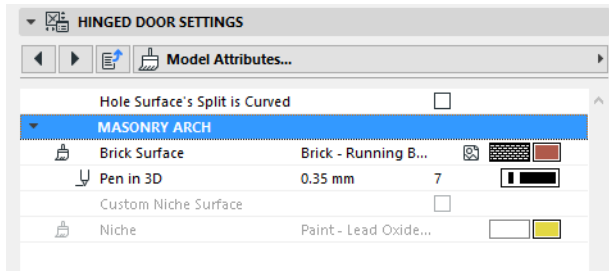 HINGED DOOR SETTINGS
Model Attributes...
Hole Surface's Split is Curved
MASONRY ARCH
Brick Surface Brick - Running B...
Pen in 3D 0.35 mm 7
Custom Niche Surface
Niche Paint - Lead Oxide...